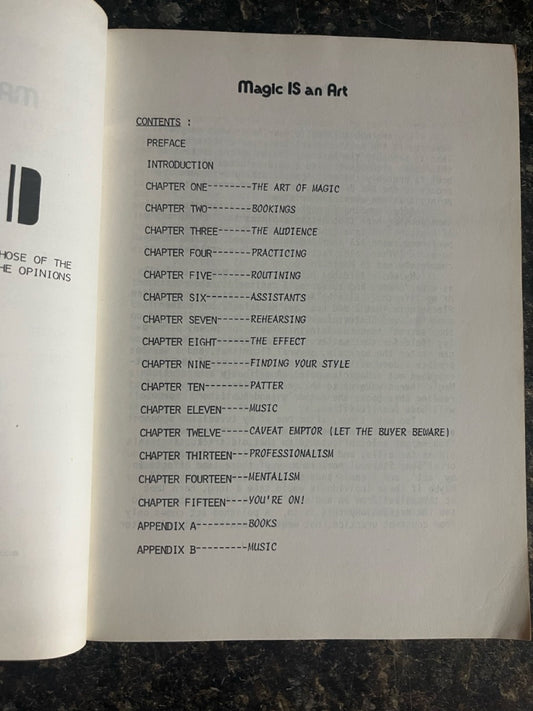 HOSE OF THE
HE OPINIONS
Magic IS an Art
CONTENTS :
PREFACE
INTRODUCTION
CHAPTER ONE--------THE ART OF MAGIC
CHAPTER TWO--------BOOKINGS
CHAPTER THREE------THE AUDIENCE
CHAPTER FOUR-------PRACTICING
CHAPTER FIVE-------ROUTINING
CHAPTER SIX--------ASSISTANTS
CHAPTER SEVEN------REHEARSING
CHAPTER EIGHT------THE EFFECT
CHAPTER NINE-------FINDING YOUR STYLE
CHAPTER TEN--------PATTER
CHAPTER ELEVEN-----MUSIC
CHAPTER TWELVE-----CAVEAT EMPTOR (LET THE BUYER BEWARE)
CHAPTER THIRTEEN---PROFESSIONALISM
CHAPTER FOURTEEN---MENTALISM
CHAPTER FIFTEEN----YOU'RE ON!
APPENDIX A---------BOOKS
APPENDIX B---------MUSIC